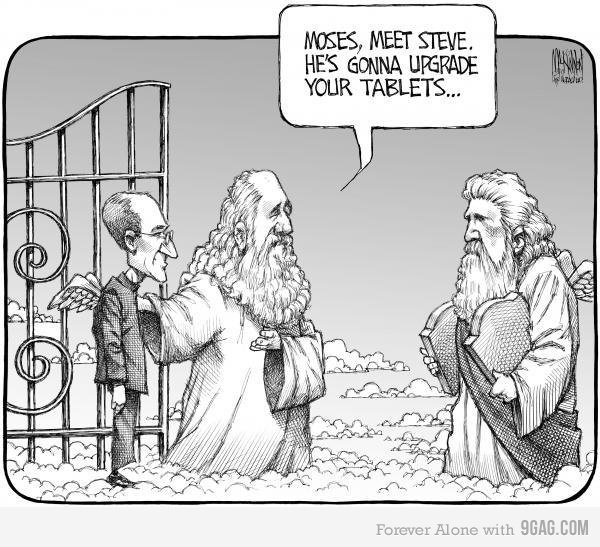 MOSES, MEET STEVE.
HE'S GONNA UPGRADE
YOUR TABLETS...
Forever Alone with 9GAG.COM